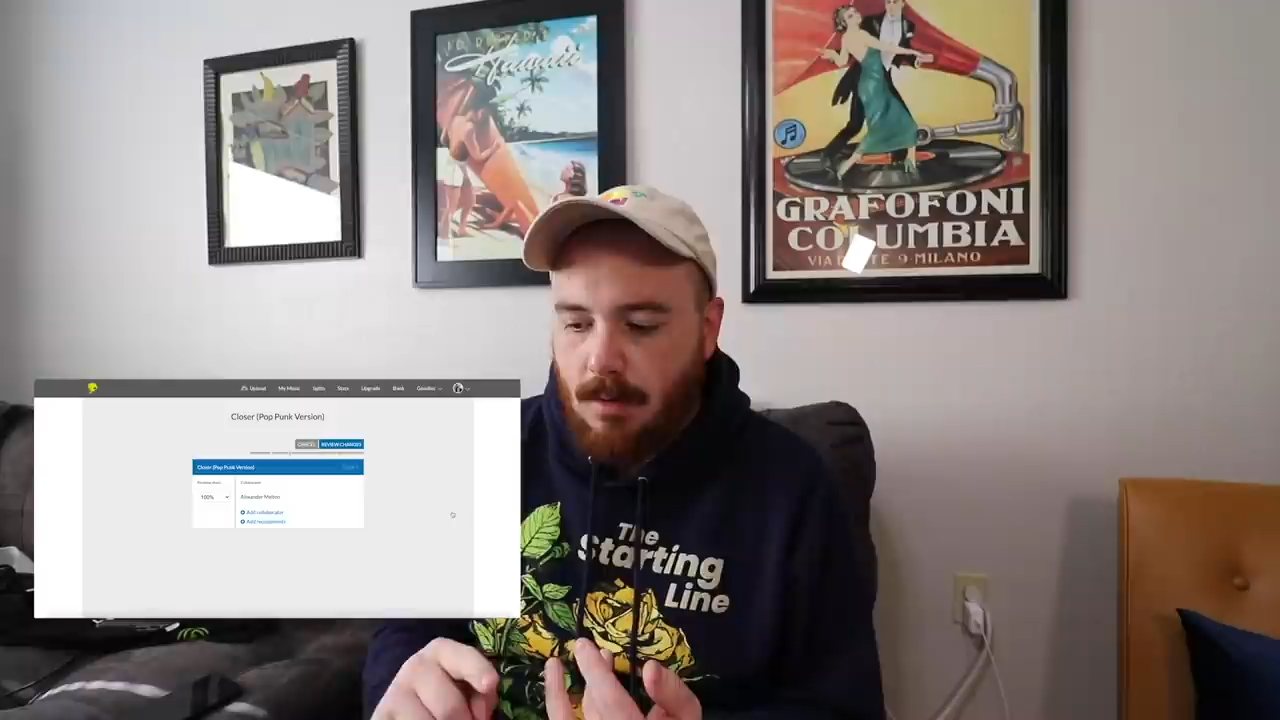 Hawaii
GRAFOFONI
COLUMBIA
9-MILANO
Upload My Music Splits Stats Upgrade Bank Goodies
Closer (Pop Punk Version)
CANCEL REVIEW CHANGES
Closer (Pop Punk Version)
100%
Alexander Melton
Add collaborator
Add recoupments
The
Starting
Line